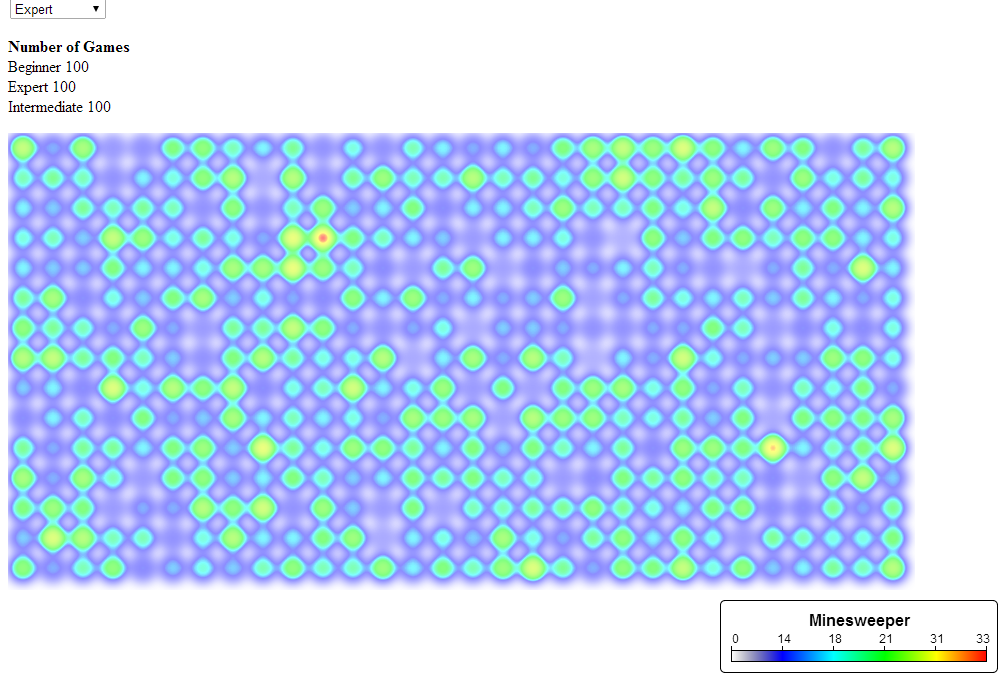 Expert
Number of Games
Beginner 100
Expert 100
Intermediate 100
Minesweeper
0 14 18 21 31 33